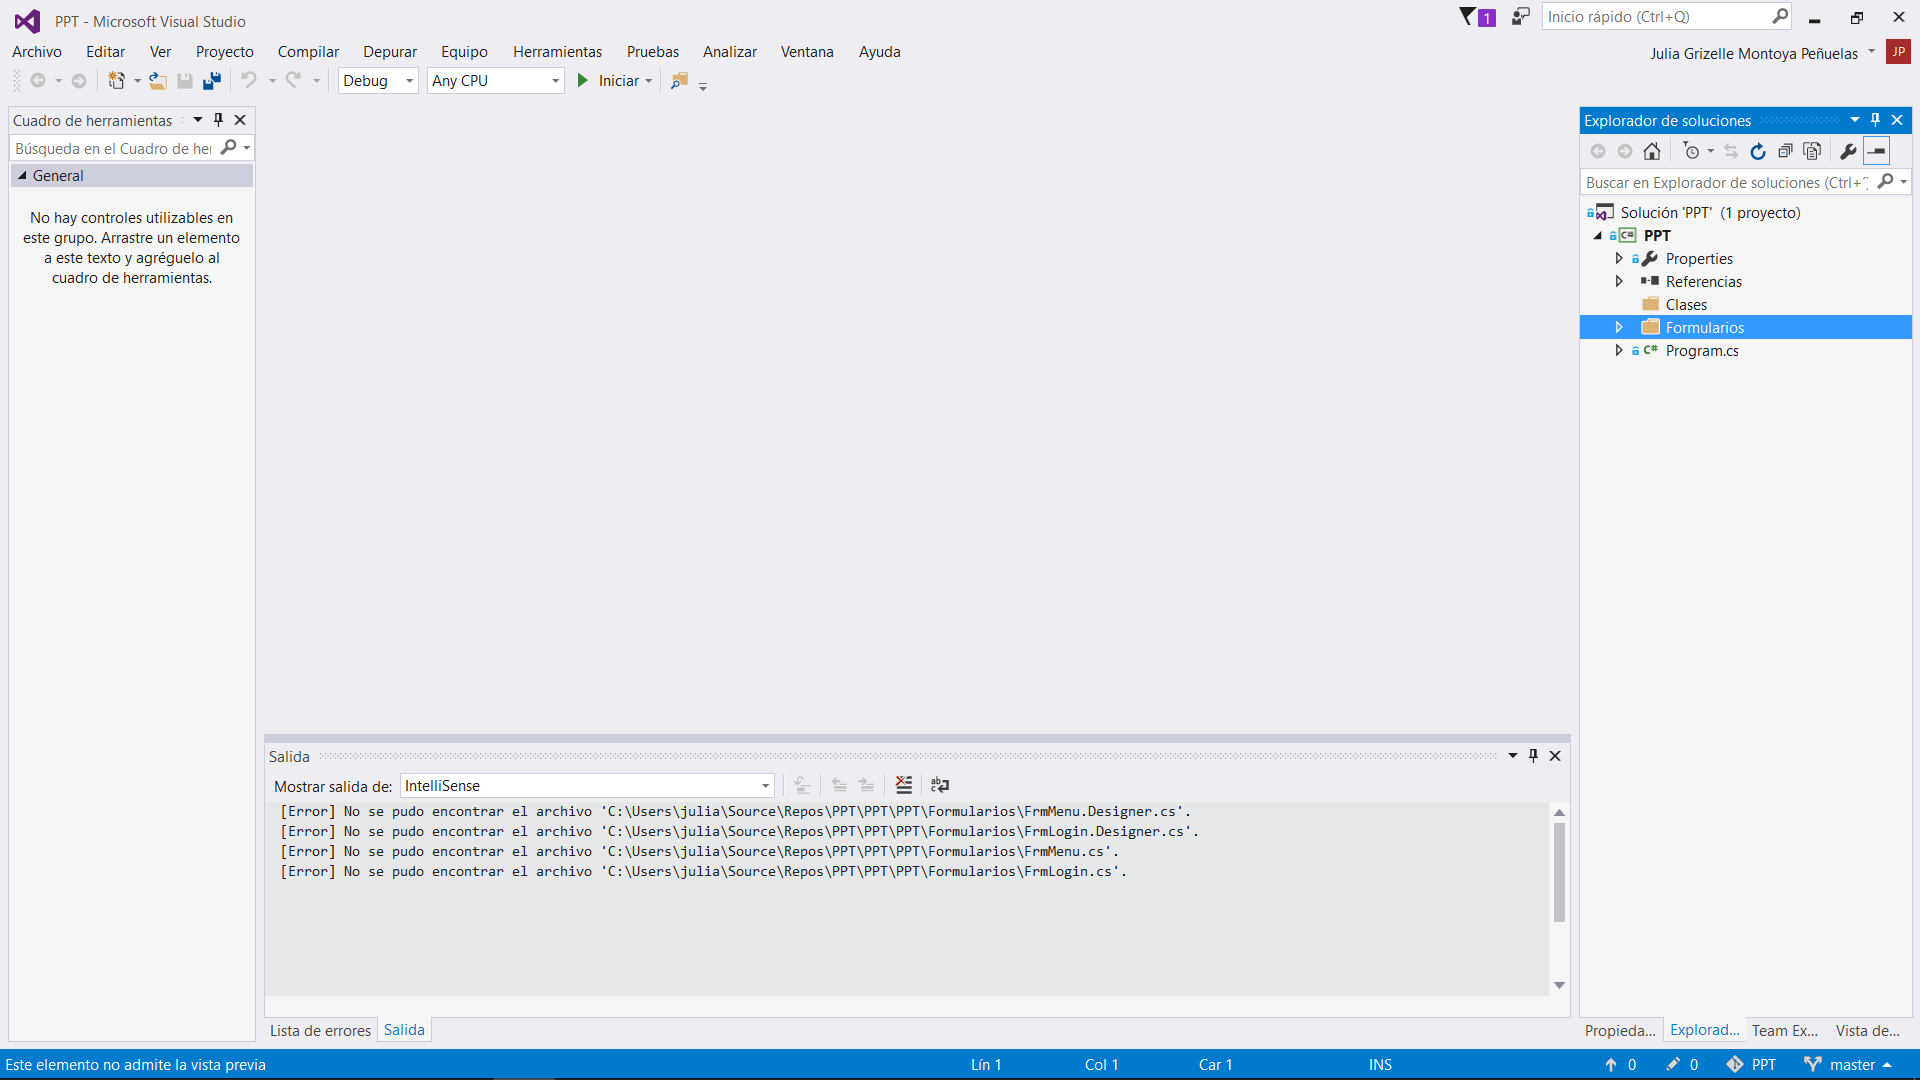 PPT - Microsoft Visual Studio
1
Inicio rápido (Ctrl+Q)
Archivo Editar Ver Proyecto Compilar Depurar Equipo Herramientas Pruebas Analizar Ventana Ayuda
Julia Grizelle Montoya Peñuelas JP
Debug Any CPU Iniciar
Cuadro de herramientas
Búsqueda en el Cuadro de her
General
No hay controles utilizables en
este grupo. Arrastre un elemento
a este texto y agréguelo al
cuadro de herramientas.
Salida
Mostrar salida de: IntelliSense
[Error] No se pudo encontrar el archivo 'C:\Users\julia\Source\Repos\PPT\PPT\PPT\Formularios\FrmMenu.Designer.cs'.
[Error] No se pudo encontrar el archivo 'C:\Users\julia\Source\Repos\PPT\PPT\PPT\Formularios\FrmLogin.Designer.cs'.
[Error] No se pudo encontrar el archivo 'C:\Users\julia\Source\Repos\PPT\PPT\PPT\Formularios\FrmMenu.cs'.
[Error] No se pudo encontrar el archivo 'C:\Users\julia\Source\Repos\PPT\PPT\PPT\Formularios\FrmLogin.cs'.
Lista de errores Salida
Explorador de soluciones
Buscar en Explorador de soluciones (Ctrl+
Solución 'PPT' (1 proyecto)
C# PPT
Properties
Referencias
Clases
Formularios
C# Program.cs
Propieda... Explorad... Team Ex... Vista de...
Este elemento no admite la vista previa Lín 1 Col 1 Car 1 INS 0 0 PPT master